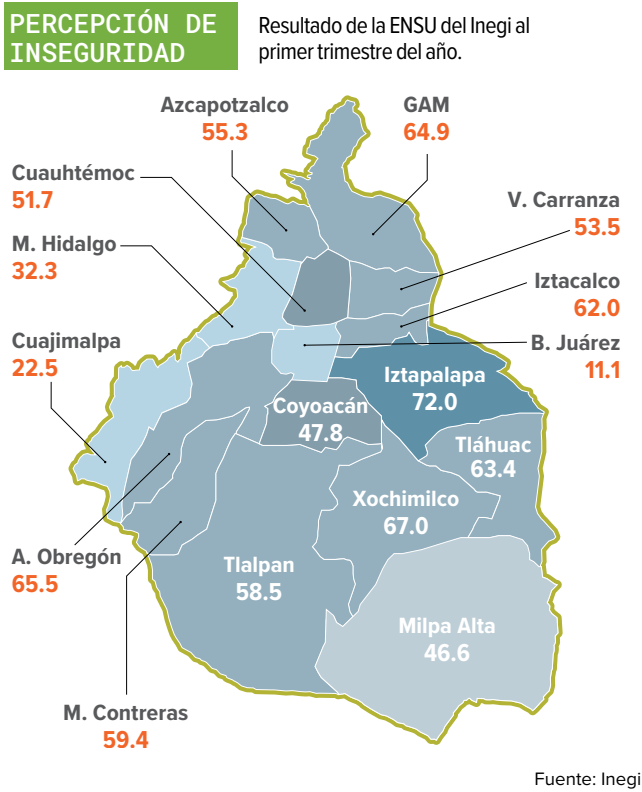 PERCEPCIÓN DE
INSEGURIDAD
Resultado de la ENSU del Inegi al
primer trimestre del año.
Azcapotzalco
55.3
GAM
64.9
Cuauhtémoc
51.7
V. Carranza
53.5
M. Hidalgo
32.3
Iztacalco
62.0
Cuajimalpa
22.5
B. Juárez
11.1
Iztapalapa
72.0
Coyoacán
47.8
Tláhuac
63.4
Xochimilco
67.0
A. Obregón
65.5
Tlalpan
58.5
Milpa Alta
46.6
M. Contreras
59.4
Fuente: Inegi